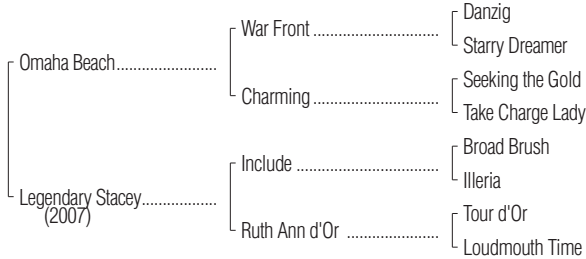 Danzig
War Front ........................
Starry Dreamer
Omaha Beach........................
Seeking the Gold
Charming ..............................
Take Charge Lady
Broad Brush
Include ..................................
Illeria
Legendary Stacey..................
(2007)
Tour d'Or
Ruth Ann d'Or ......................
Loudmouth Time